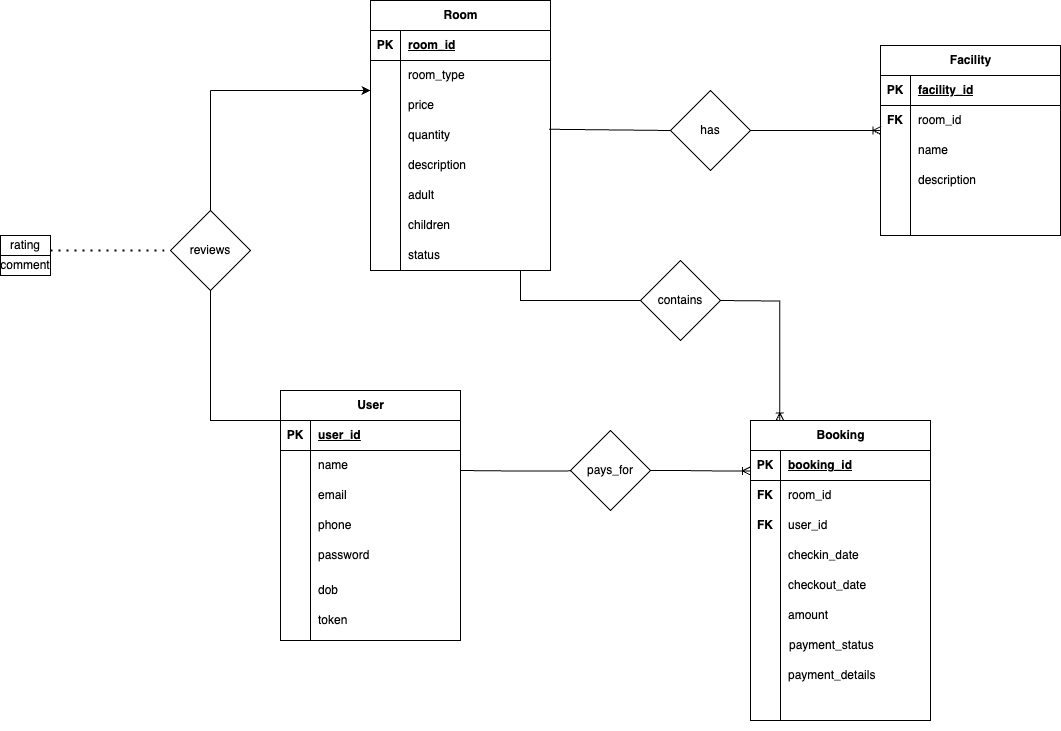 Room
PK room_id
room_type
price
quantity
description
adult
children
status
has
Facility
PK facility_id
FK room_id
name
description
rating
comment
reviews
contains
User
PK user_id
name
email
phone
password
dob
token
pays_for
Booking
PK booking_id
FK room_id
FK user_id
checkin_date
checkout_date
amount
payment_status
payment_details